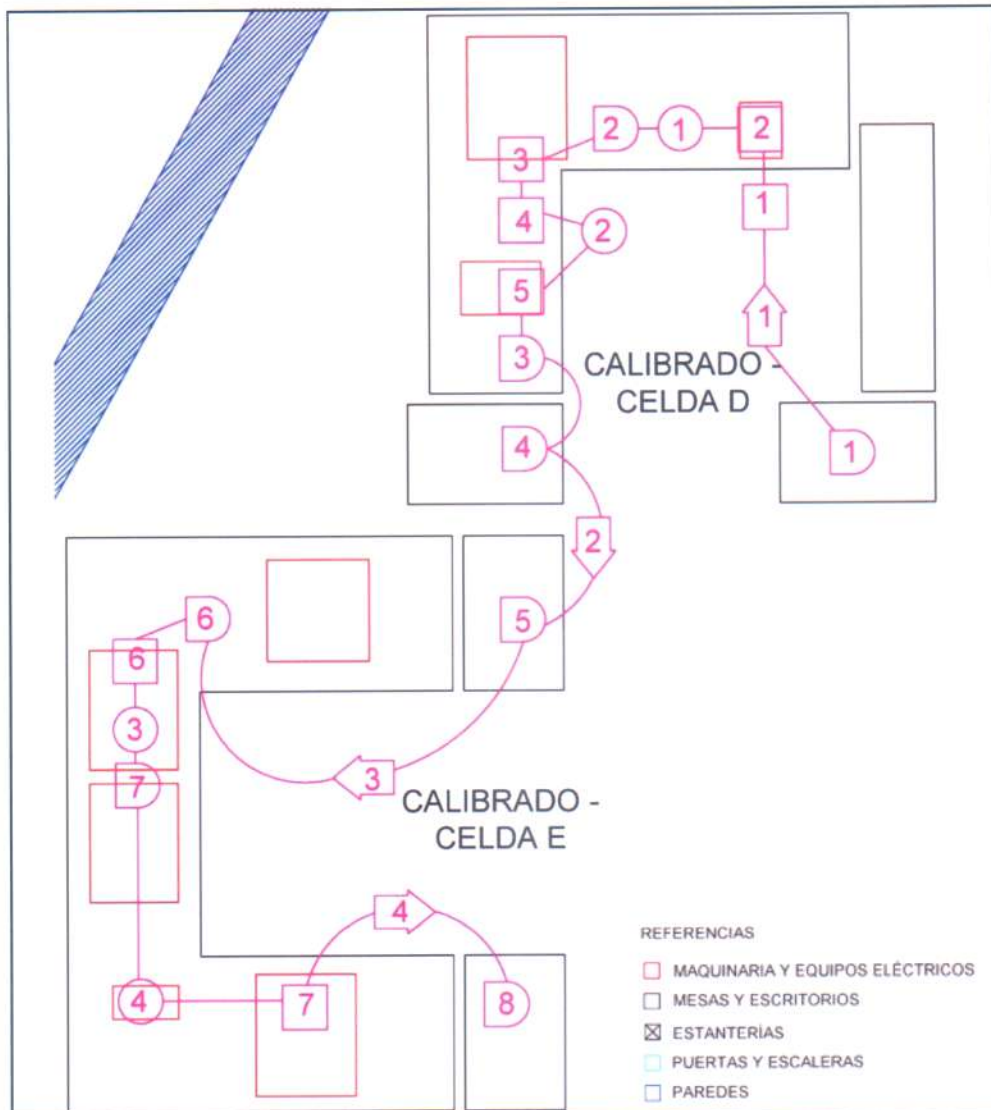 2
1
2
3
1
4
2
5
1
3
CALIBRADO -
CELDA D
4
1
2
6
5
6
3
3
7
CALIBRADO -
CELDA E
4
4
7
8
REFERENCIAS
MAQUINARIA Y EQUIPOS ELÉCTRICOS
MESAS Y ESCRITORIOS
ESTANTERÍAS
PUERTAS Y ESCALERAS
PAREDES